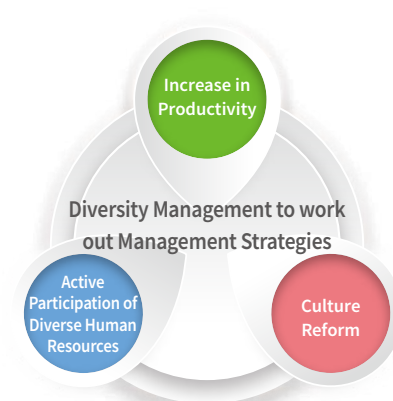 Increase in
Productivity
Diversity Management to work
out Management Strategies
Active
Participation of
Diverse Human
Resources
Culture
Reform